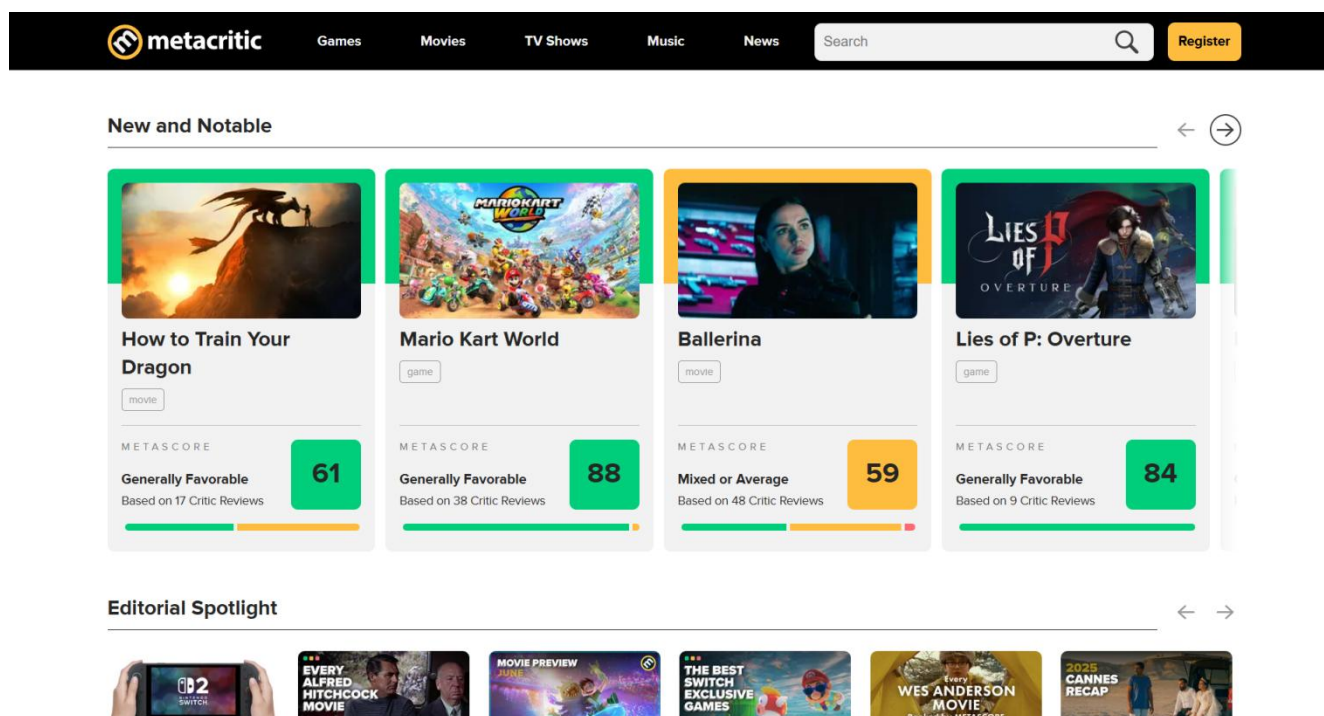 metacritic
Games
Movies
TV Shows
Music
News
Search
Register
New and Notable
MARIOKART
WORLD
LIES
OF P
OVERTURE
How to Train Your
Dragon
movie
Mario Kart World
game
Ballerina
movie
Lies of P: Overture
game
METASCORE
Generally Favorable
Based on 17 Critic Reviews
61
METASCORE
Generally Favorable
Based on 38 Critic Reviews
88
METASCORE
Mixed or Average
Based on 48 Critic Reviews
59
METASCORE
Generally Favorable
Based on 9 Critic Reviews
84
Editorial Spotlight
2
NINTENDO
SWITCH
EVERY
ALFRED
HITCHCOCK
MOVIE
MOVIE PREVIEW
JUNE
THE BEST
SWITCH
EXCLUSIVE
GAMES
Every
WES ANDERSON
MOVIE
2025
CANNES
RECAP